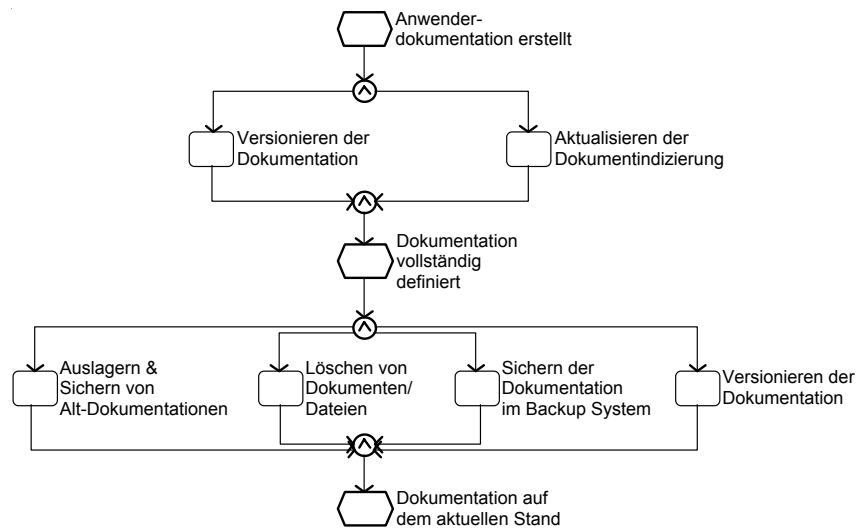 Anwender-
dokumentation erstellt
Versionieren der
Dokumentation
Aktualisieren der
Dokumentindizierung
Dokumentation
vollständig
definiert
Auslagern &
Sichern von
Alt-Dokumentationen
Löschen von
Dokumenten/
Dateien
Sichern der
Dokumentation
im Backup System
Versionieren der
Dokumentation
Dokumentation auf
dem aktuellen Stand